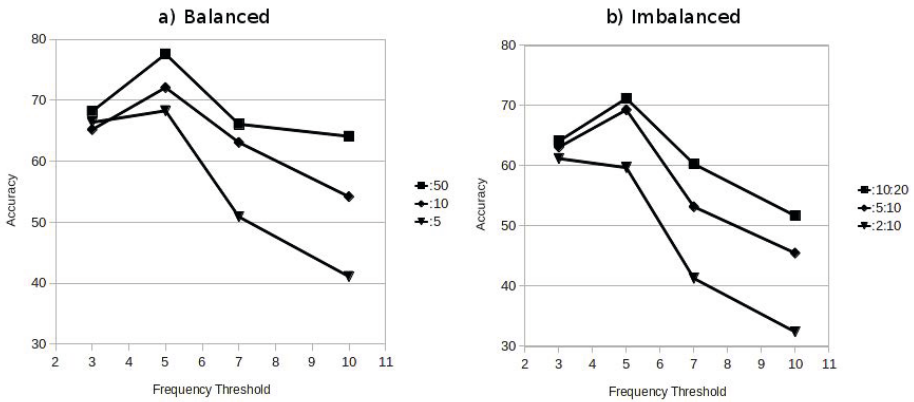 a) Balanced
80
70
60
50
40
30
Accuracy
2 3 4 5 6 7 8 9 10 11
Frequency Threshold
:50
:10
:5
b) Imbalanced
80
70
60
50
40
30
Accuracy
2 3 4 5 6 7 8 9 10 11
Frequency Threshold
:10:20
:5:10
:2:10